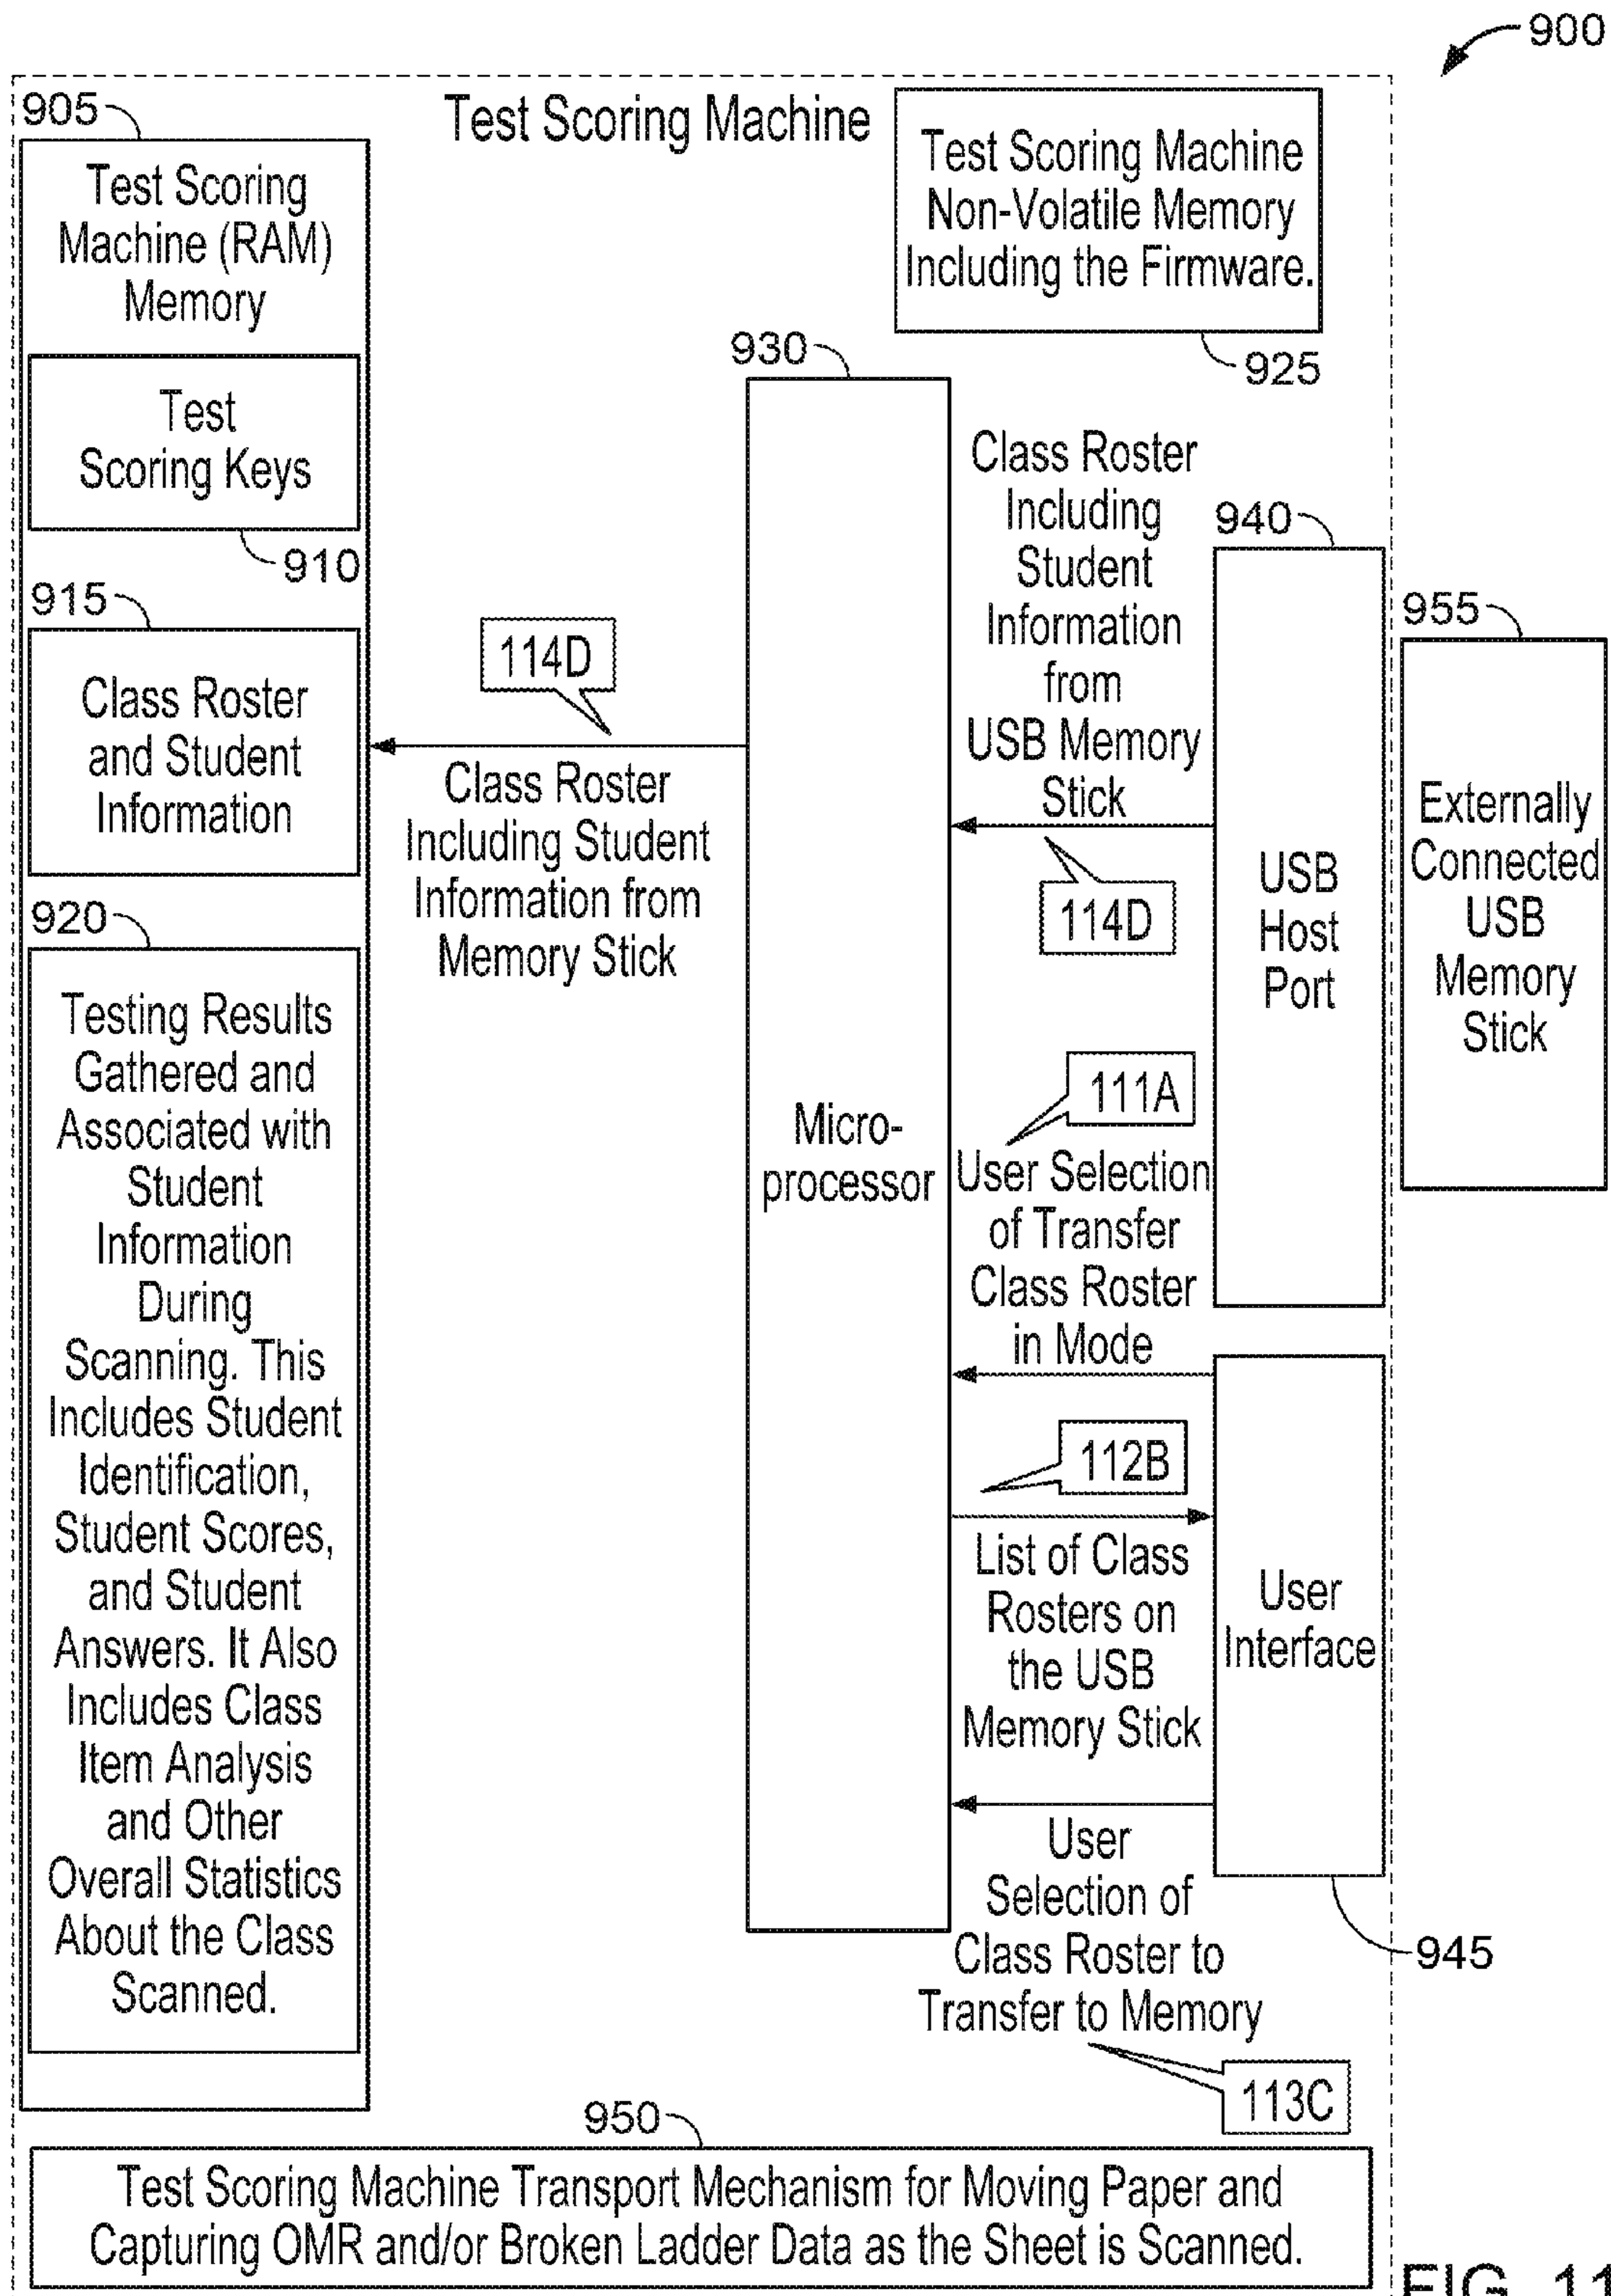 900
905
Test Scoring Machine
Test Scoring
Machine (RAM)
Memory
Test Scoring Machine
Non-Volatile Memory
Including the Firmware.
925
Test
Scoring Keys
910
915
Class Roster
and Student
Information
920
Testing Results
Gathered and
Associated with
Student
Information
During
Scanning. This
Includes Student
Identification,
Student Scores,
and Student
Answers. It Also
Includes Class
Item Analysis
and Other
Overall Statistics
About the Class
Scanned.
114D
Class Roster
Including Student
Information from
Memory Stick
930
Micro-
processor
Class Roster
Including
Student
Information
from
USB Memory
Stick
114D
111A
User Selection
of Transfer
Class Roster
in Mode
112B
List of Class
Rosters on
the USB
Memory Stick
User
Selection of
Class Roster to
Transfer to Memory
113C
940
USB
Host
Port
User
Interface
945
955
Externally
Connected
USB
Memory
Stick
950
Test Scoring Machine Transport Mechanism for Moving Paper and
Capturing OMR and/or Broken Ladder Data as the Sheet is Scanned.
FIG. 11